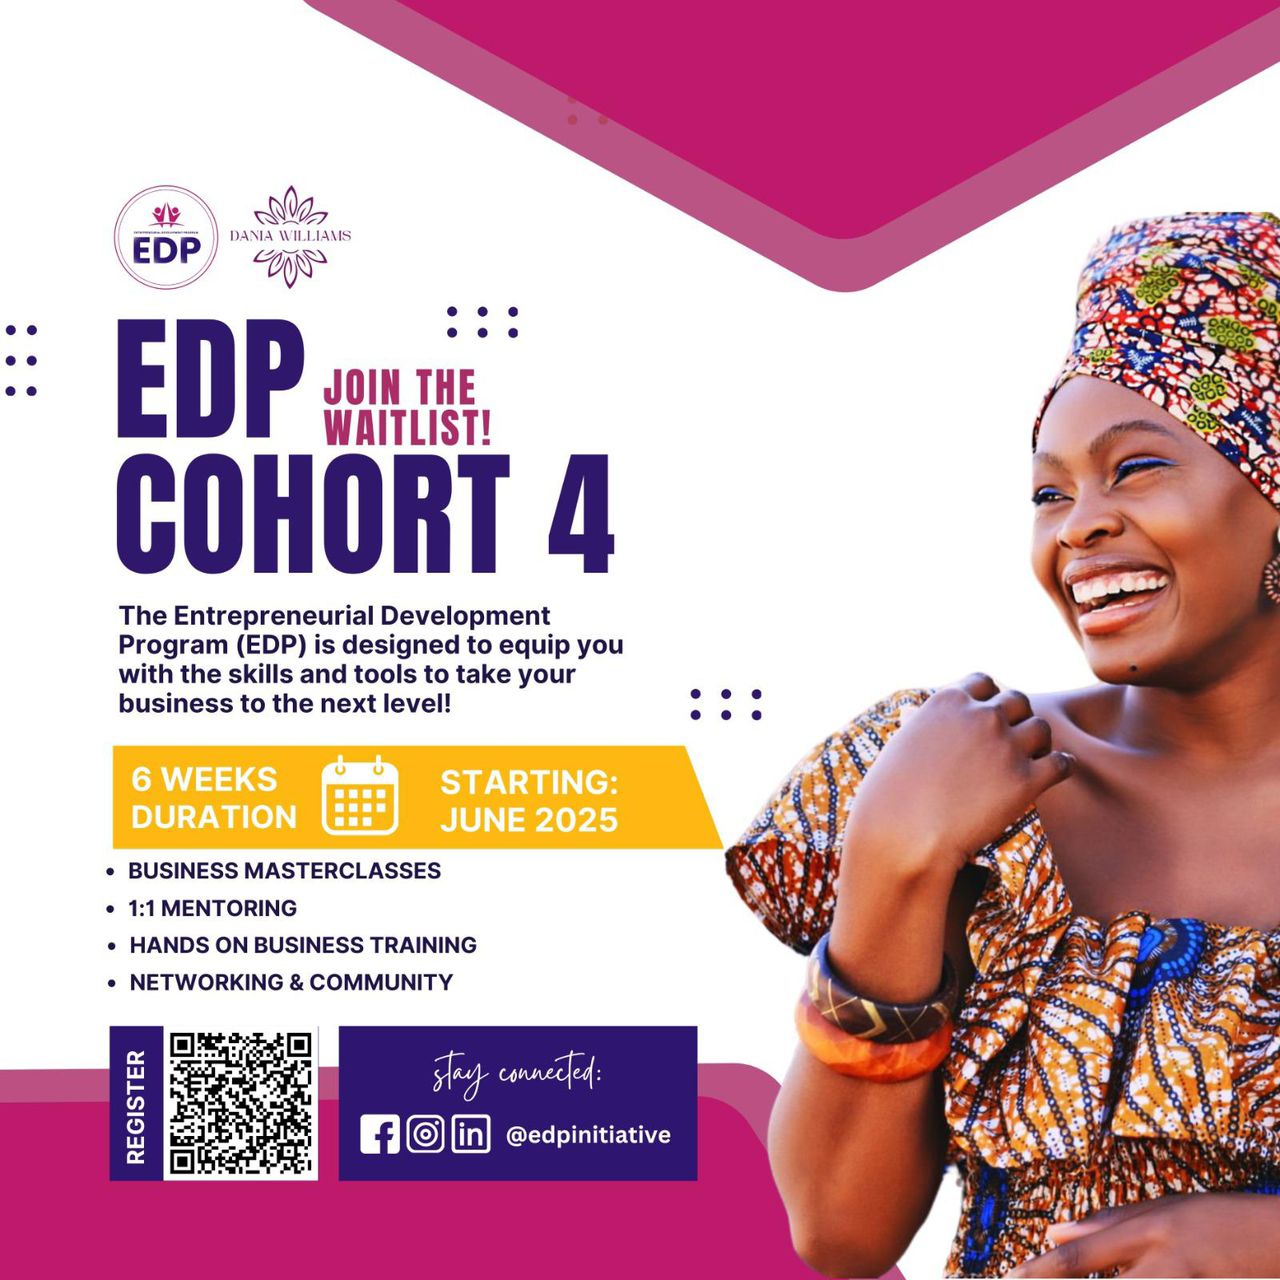 ENTREPRENEURIAL DEVELOPMENT PROGRAM
EDP
DANIA WILLIAMS
EDP
JOIN THE
WAITLIST!
COHORT 4
The Entrepreneurial Development
Program (EDP) is designed to equip you
with the skills and tools to take your
business to the next level!
6 WEEKS
DURATION
STARTING:
JUNE 2025
• BUSINESS MASTERCLASSES
• 1:1 MENTORING
• HANDS ON BUSINESS TRAINING
• NETWORKING & COMMUNITY
REGISTER
stay connected:
@edpinitiative